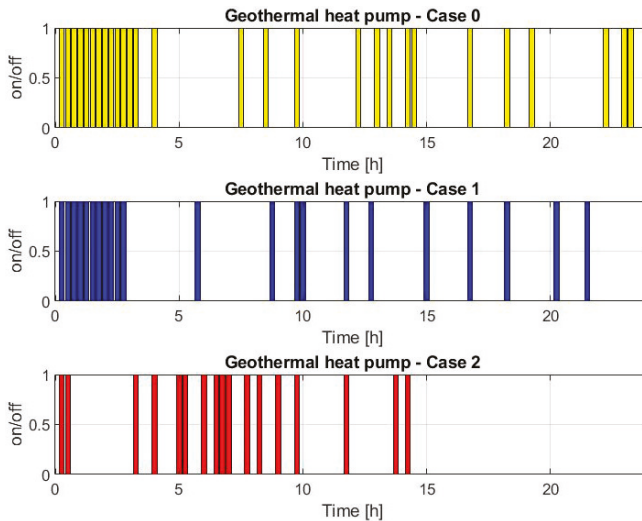 Geothermal heat pump - Case 0
1
0.5
0
on/off
0 5 10 15 20
Time [h]
Geothermal heat pump - Case 1
1
0.5
0
on/off
0 5 10 15 20
Time [h]
Geothermal heat pump - Case 2
1
0.5
0
on/off
0 5 10 15 20
Time [h]